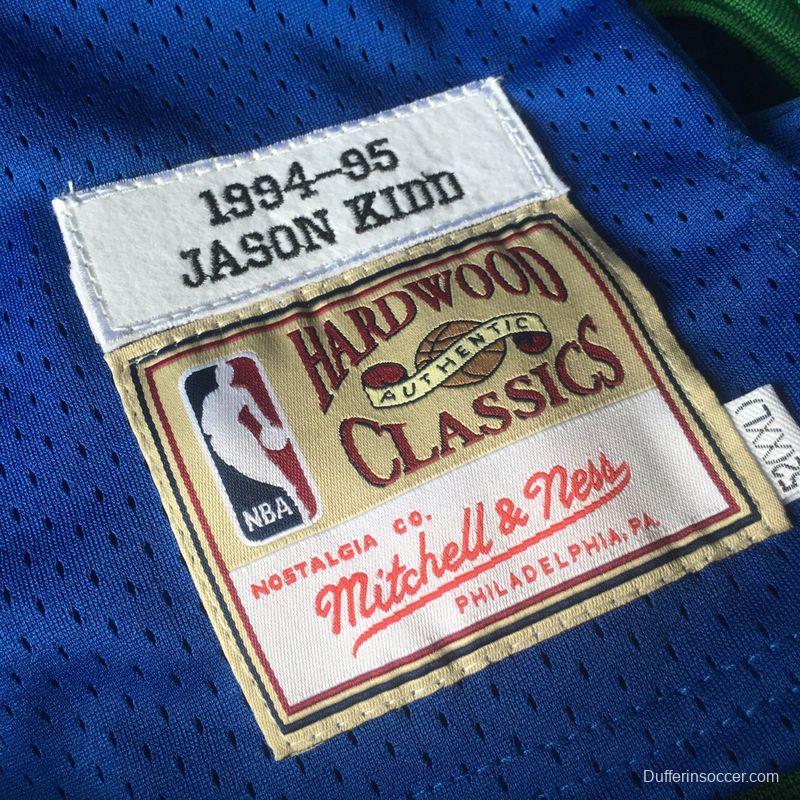 1994-95
JASON KIDD
HARDWOOD
AUTHENTIC
CLASSICS
NBA
NOSTALGIA CO.
Mitchell & Ness
PHILADELPHIA, PA.
Dufferinsoccer.com